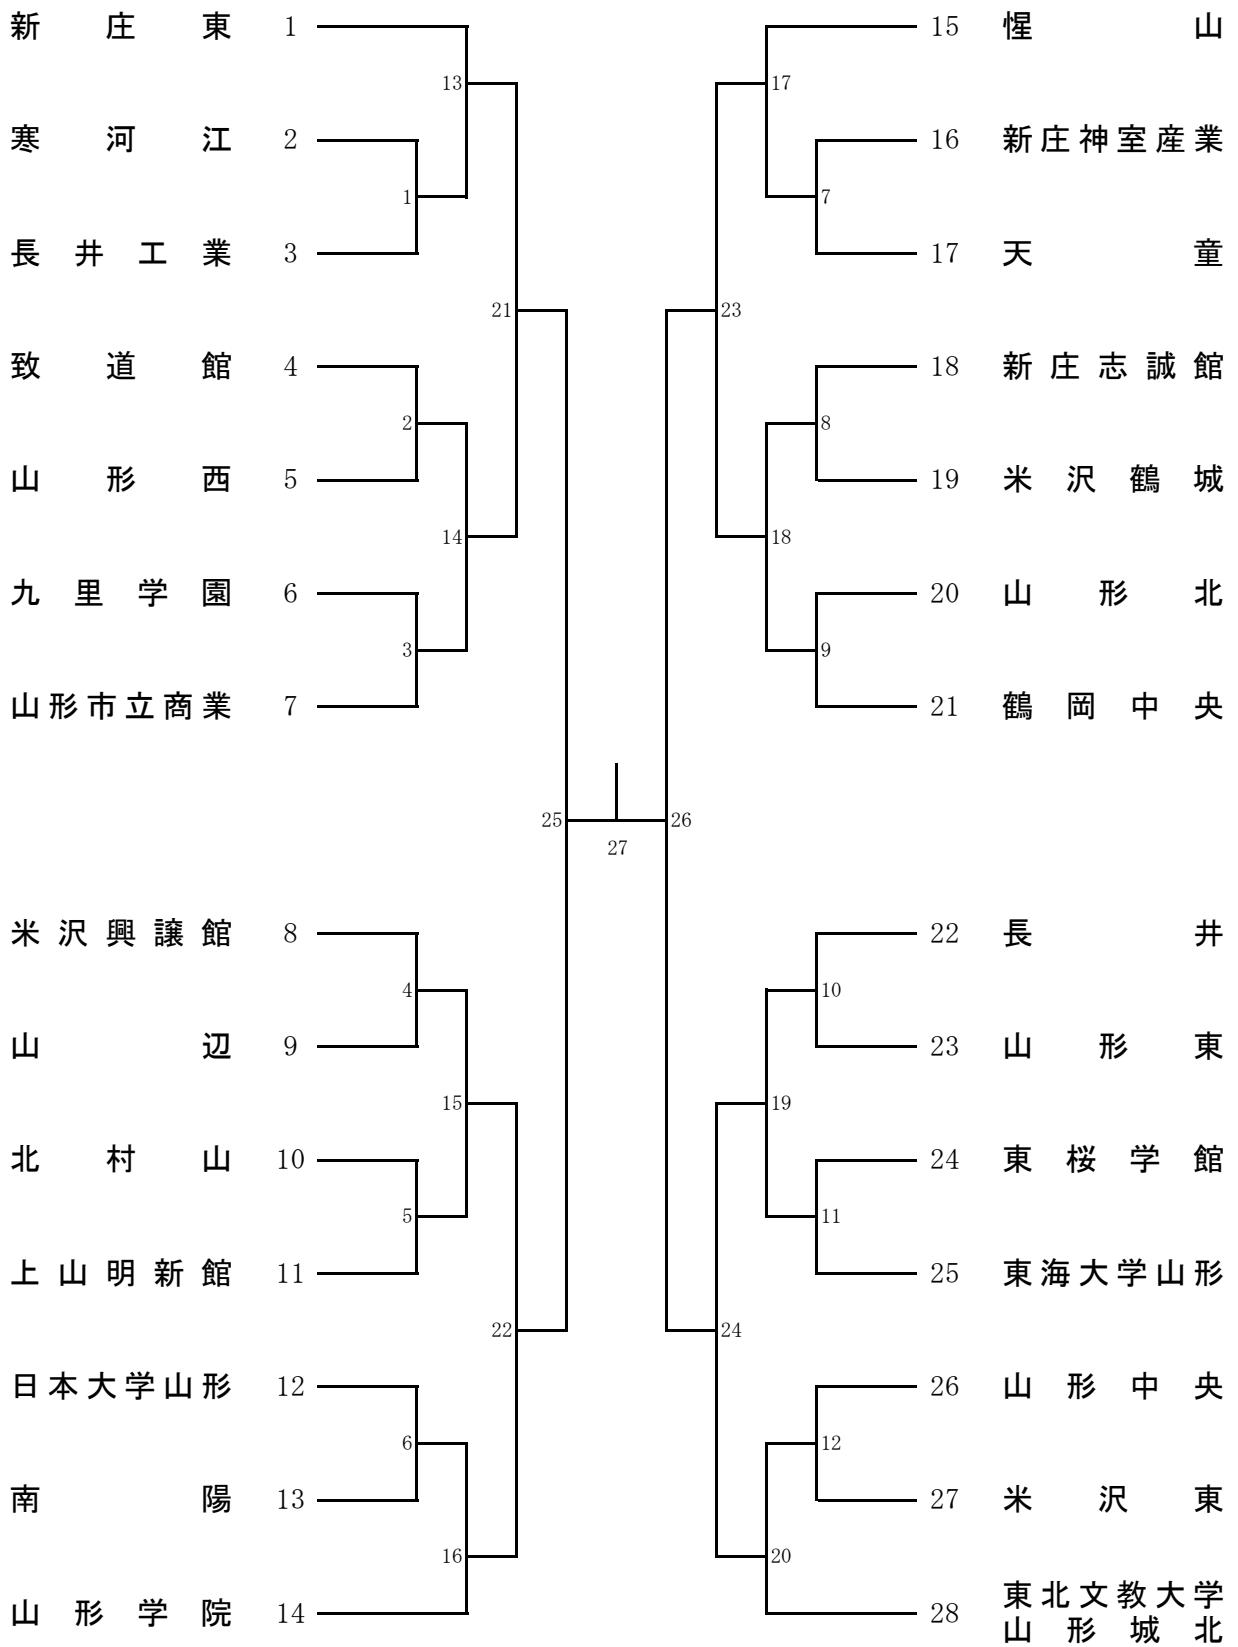 新庄東 1
13
寒河江 2
1
長井工業 3
21
致道館 4
2
山形西 5
14
九里学園 6
3
山形市立商業 7
25
27
米沢興譲館 8
4
山辺 9
15
北村山 10
5
上山明新館 11
22
日本大学山形 12
6
南陽 13
16
山形学院 14
15 惺山
17
16 新庄神室産業
7
17 天童
23
18 新庄志誠館
8
19 米沢鶴城
18
20 山形北
9
21 鶴岡中央
26
22 長井
10
23 山形東
19
24 東桜学館
11
25 東海大学山形
24
26 山形中央
12
27 米沢東
20
28 東北文教大学
山形城北